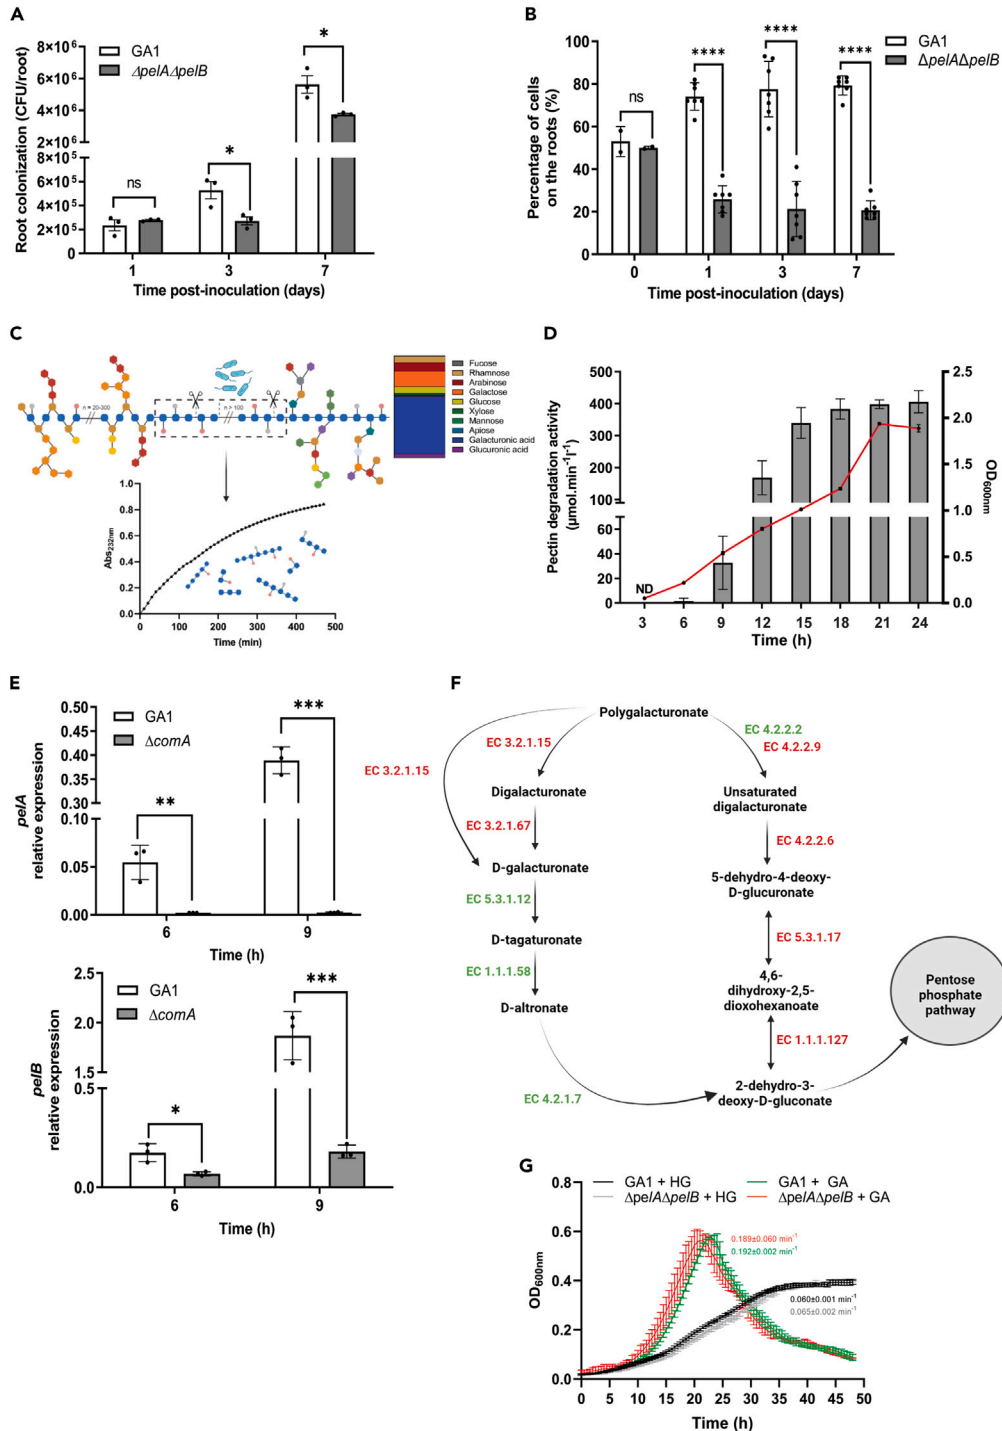 A
GA1
ΔpelAΔpelB
Root colonization (CFU/root)
8×10⁶
6×10⁶
4×10⁶
2×10⁶
6×10⁵
4×10⁵
2×10⁵
0
ns
*
*
1 3 7
Time post-inoculation (days)
B
GA1
ΔpelAΔpelB
Percentage of cells
on the roots (%)
100
80
60
40
20
0
ns
****
****
****
0 1 3 7
Time post-inoculation (days)
C
n = 20-300
n > 100
Fucose
Rhamnose
Arabinose
Galactose
Glucose
Xylose
Mannose
Apiose
Galacturonic acid
Glucuronic acid
Abs232nm
1.0
0.8
0.6
0.4
0.2
0.0
0 100 200 300 400 500
Time (min)
D
Pectin degradation activity
(µmol.min⁻¹l⁻¹)
500
400
300
200
100
60
40
20
0
ND
2.5
2.0
1.5
1.0
0.5
0.0
OD600nm
3 6 9 12 15 18 21 24
Time (h)
E
GA1
ΔcomA
pelA
relative expression
0.50
0.45
0.40
0.35
0.30
0.10
0.05
0.00
**
***
6 9
Time (h)
GA1
ΔcomA
pelB
relative expression
2.5
2.0
1.5
0.5
0.0
*
***
6 9
Time (h)
F
Polygalacturonate
EC 3.2.1.15
EC 3.2.1.15
EC 4.2.2.2
EC 4.2.2.9
Digalacturonate
Unsaturated
digalacturonate
EC 3.2.1.67
EC 4.2.2.6
D-galacturonate
5-dehydro-4-deoxy-
D-glucuronate
EC 5.3.1.12
EC 5.3.1.17
D-tagaturonate
4,6-
dihydroxy-2,5-
dioxohexanoate
EC 1.1.1.58
EC 1.1.1.127
D-altronate
2-dehydro-3-
deoxy-D-gluconate
EC 4.2.1.7
Pentose
phosphate
pathway
G
GA1 + HG
GA1 + GA
ΔpelAΔpelB + HG
ΔpelAΔpelB + GA
OD600nm
0.8
0.6
0.4
0.2
0.0
0.189±0.060 min⁻¹
0.192±0.002 min⁻¹
0.060±0.001 min⁻¹
0.065±0.002 min⁻¹
0 5 10 15 20 25 30 35 40 45 50
Time (h)